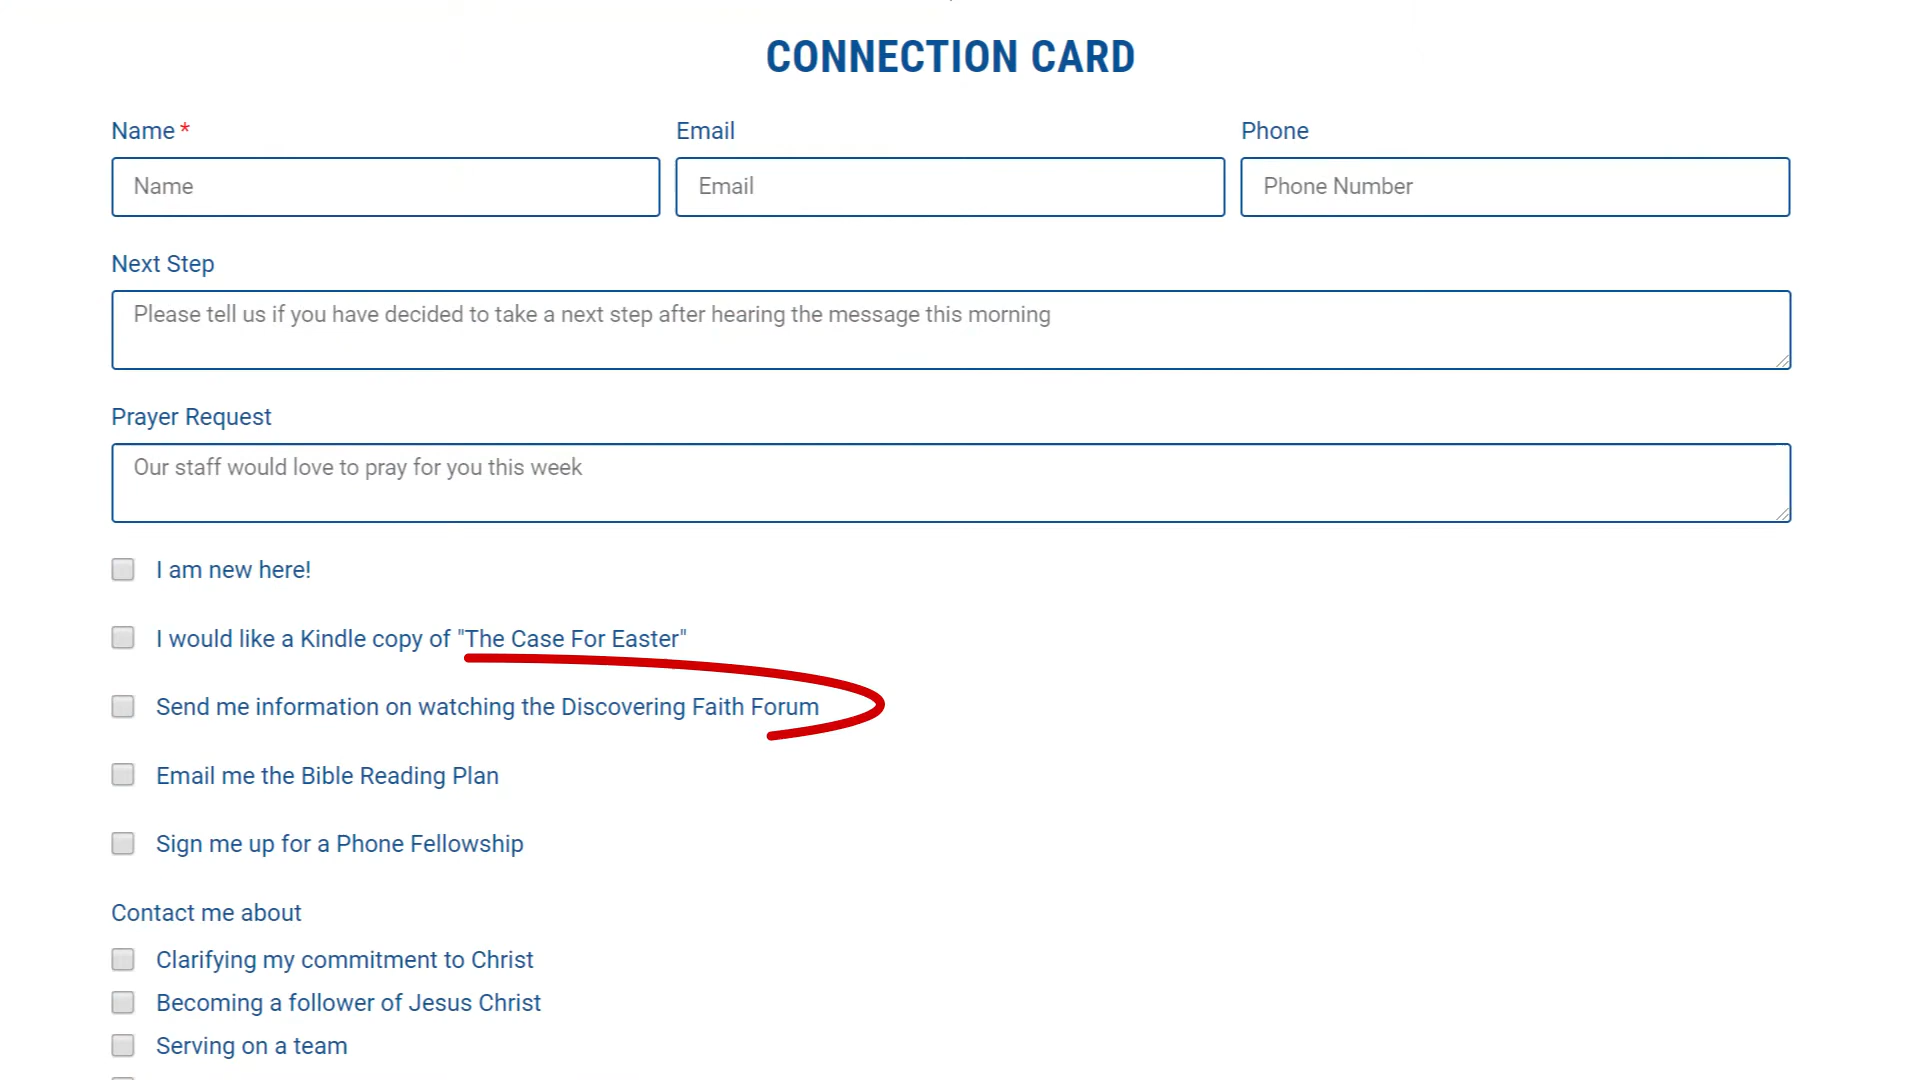 CONNECTION CARD
Name * Email Phone
Name Email Phone Number
Next Step
Please tell us if you have decided to take a next step after hearing the message this morning
Prayer Request
Our staff would love to pray for you this week
I am new here!
I would like a Kindle copy of "The Case For Easter"
Send me information on watching the Discovering Faith Forum
Email me the Bible Reading Plan
Sign me up for a Phone Fellowship
Contact me about
Clarifying my commitment to Christ
Becoming a follower of Jesus Christ
Serving on a team